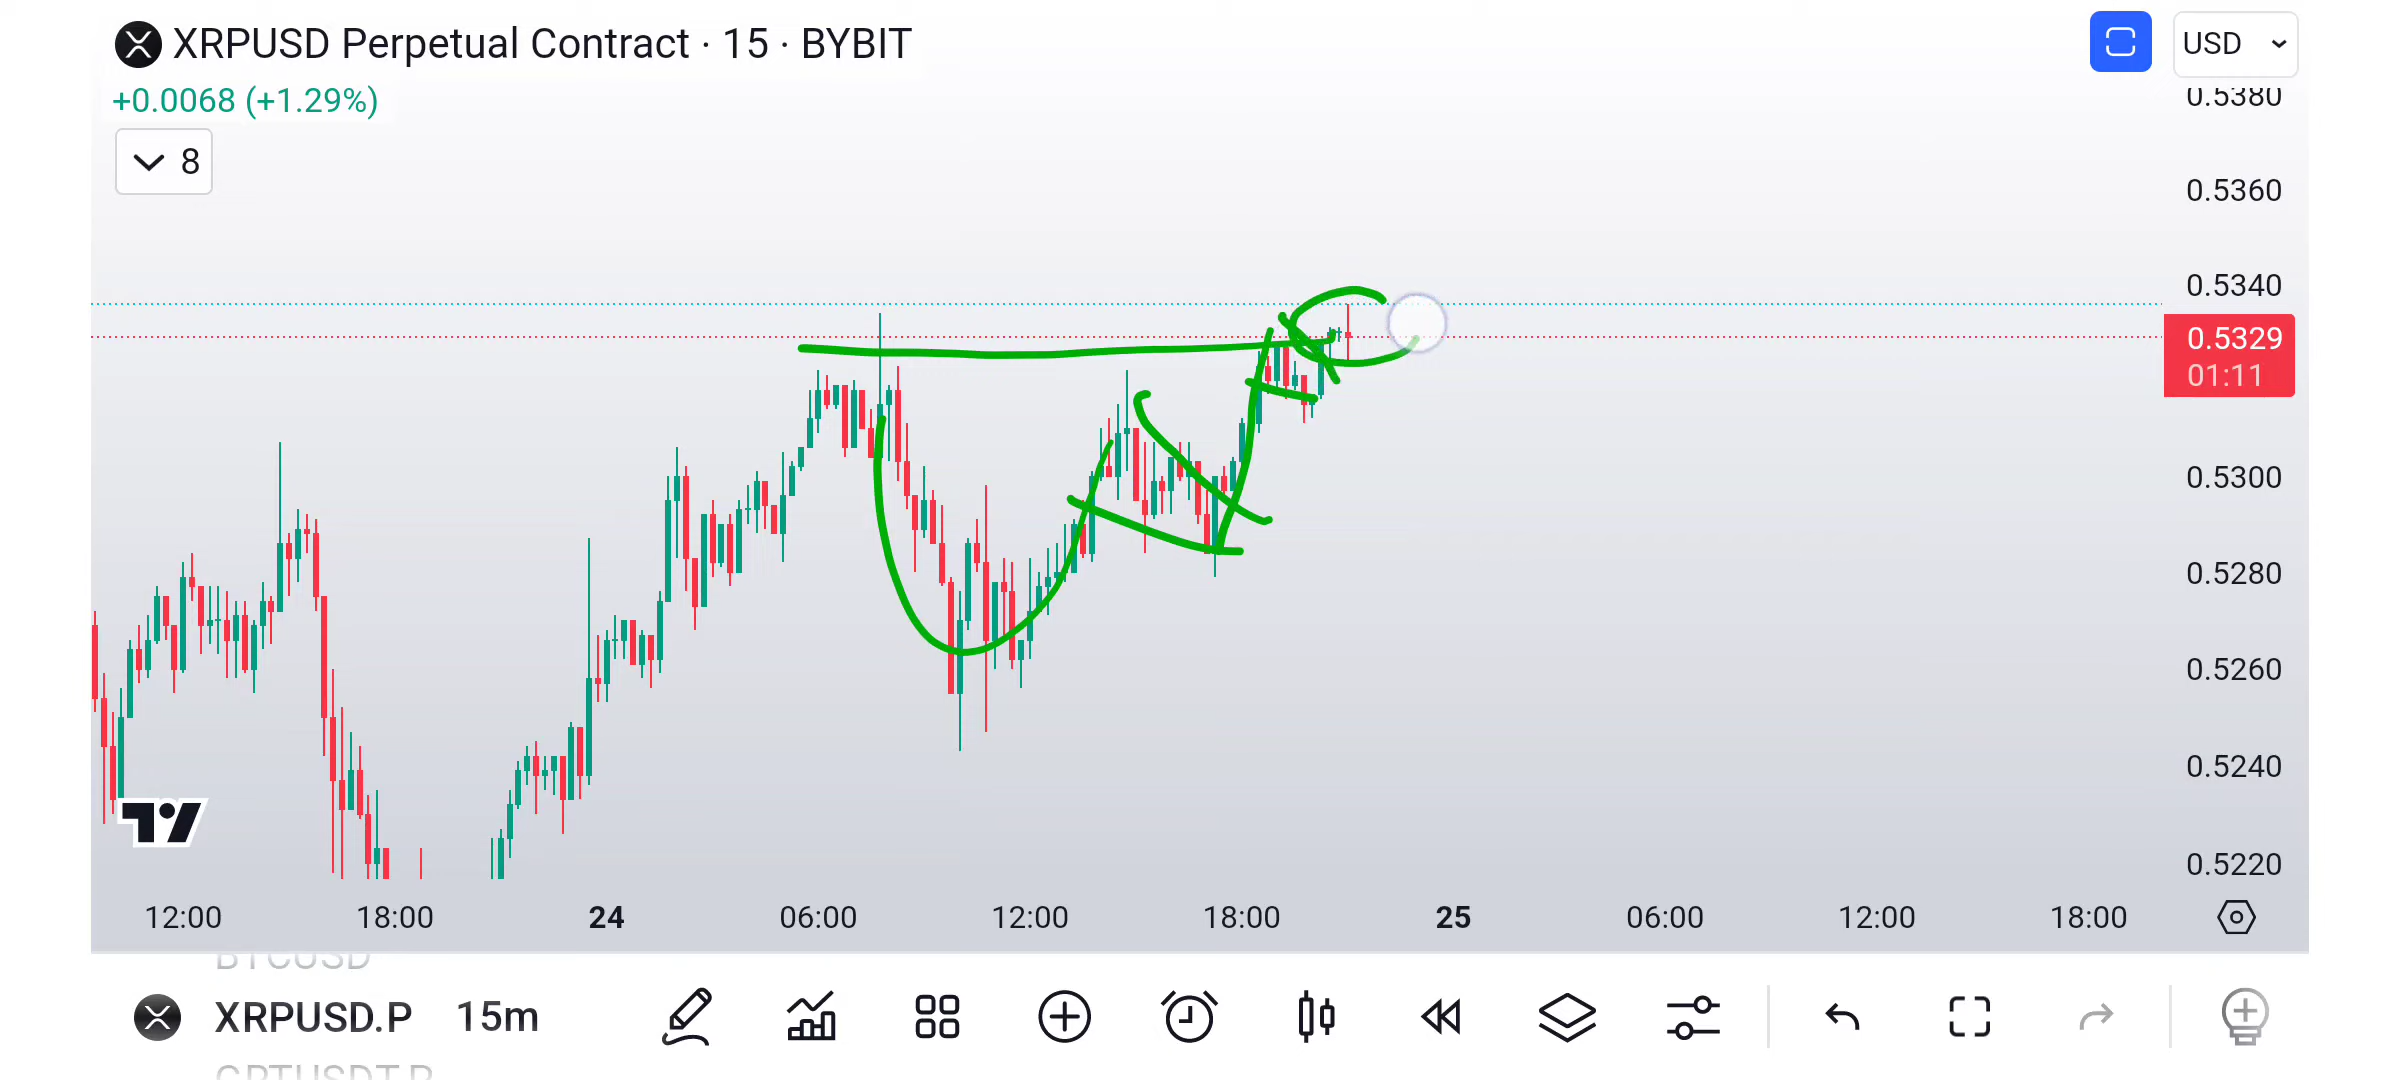 XRPUSD Perpetual Contract · 15 · BYBIT
USD
+0.0068 (+1.29%)
8
0.5380
0.5360
0.5340
0.5329
01:11
0.5300
0.5280
0.5260
0.5240
0.5220
12:00 18:00 24 06:00 12:00 18:00 25 06:00 12:00 18:00
BTCUSD
XRPUSD.P 15m